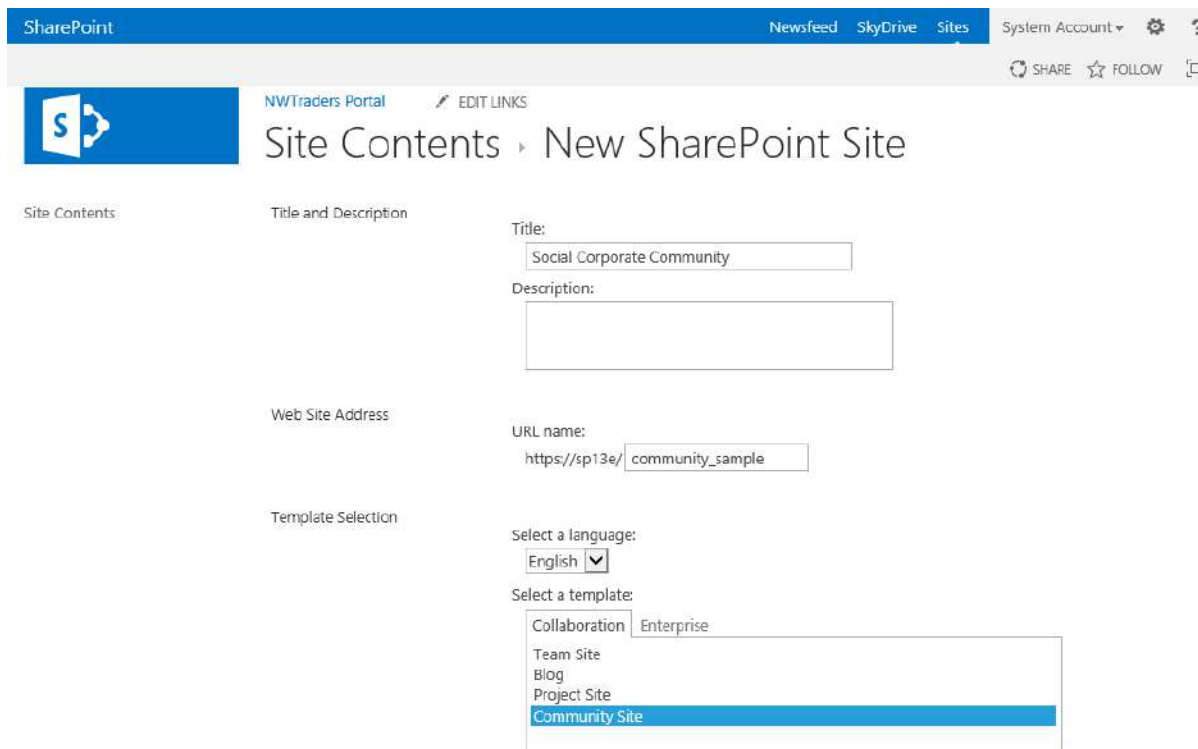 SharePoint Newsfeed SkyDrive Sites System Account ?
SHARE FOLLOW
S
NWTraders Portal EDIT LINKS
Site Contents New SharePoint Site
Site Contents
Title and Description
Title:
Social Corporate Community
Description:
Web Site Address
URL name:
https://sp13e/ community_sample
Template Selection
Select a language:
English
Select a template:
Collaboration Enterprise
Team Site
Blog
Project Site
Community Site